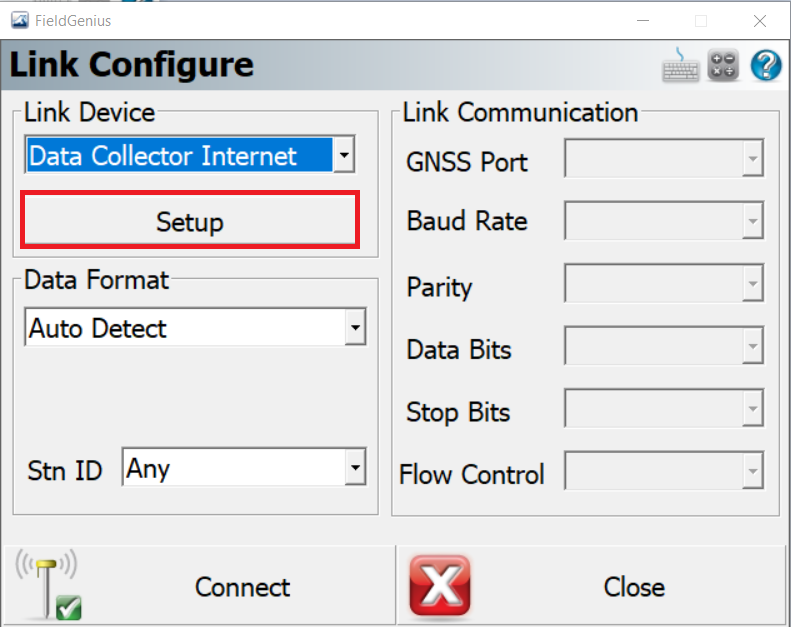 FieldGenius
Link Configure
Link Device
Data Collector Internet
Setup
Data Format
Auto Detect
Stn ID
Any
Link Communication
GNSS Port
Baud Rate
Parity
Data Bits
Stop Bits
Flow Control
Connect
Close